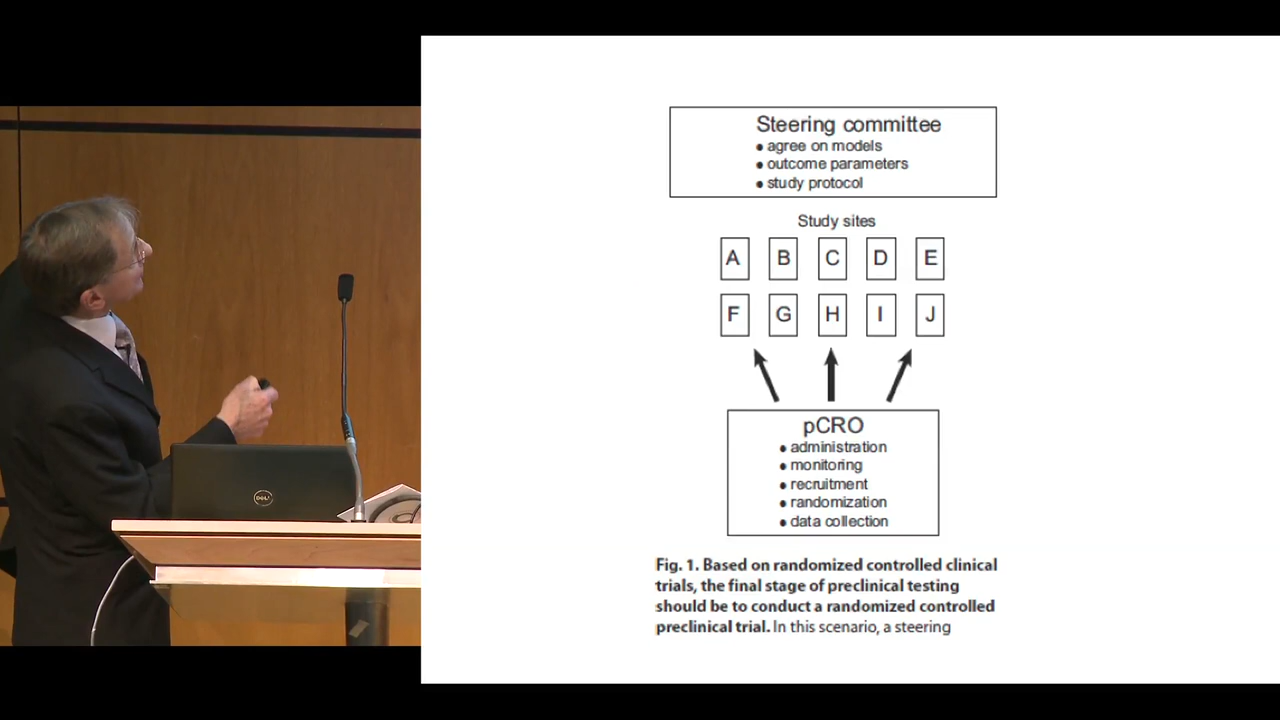 Steering committee
• agree on models
• outcome parameters
• study protocol
Study sites
A B C D E
F G H I J
pCRO
• administration
• monitoring
• recruitment
• randomization
• data collection
Fig. 1. Based on randomized controlled clinical
trials, the final stage of preclinical testing
should be to conduct a randomized controlled
preclinical trial. In this scenario, a steering
DELL